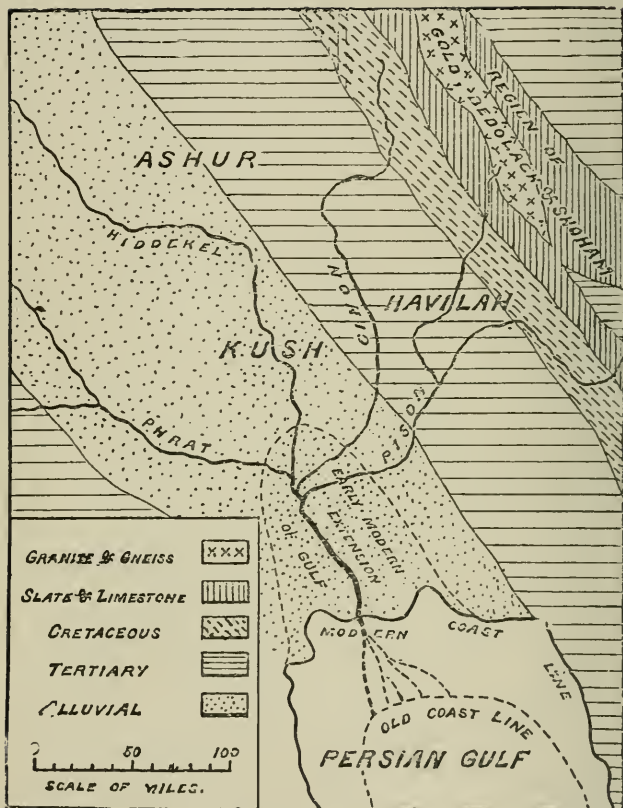 REGION OF
GOLD, BEDOLACH & SHOHAM
ASHUR
HIDDEKEL
GIHON
HAVILAH
KUSH
PISON
PHRAT
EARLY MODERN
EXTENSION
OF GULF
MODERN COAST LINE
OLD COAST LINE
PERSIAN GULF
GRANITE & GNEISS
SLATE & LIMESTONE
CRETACEOUS
TERTIARY
ALLUVIAL
0 50 100
SCALE OF MILES.